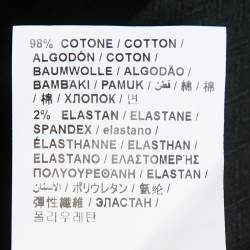 98% COTONE / COTTON /
ALGODÓN / COTON /
BAUMWOLLE / ALGODÃO /
BAMBAKI / PAMUK / قطن / 綿 / 棉
/ 棉 / ХЛОПОК / 면
2% ELASTAN / ELASTANE /
SPANDEX / elastano /
ÉLASTHANNE / ELASTHAN /
ELASTANO / ΕΛΑΣΤΟΜΕΡΗΣ
ΠΟΛΥΟΥΡΕΘΑΝΗ / ELASTAN
/ الاستان / ポリウレタン / 氨纶 /
彈性纖維 / ЭЛАСТАН /
폴리우레탄